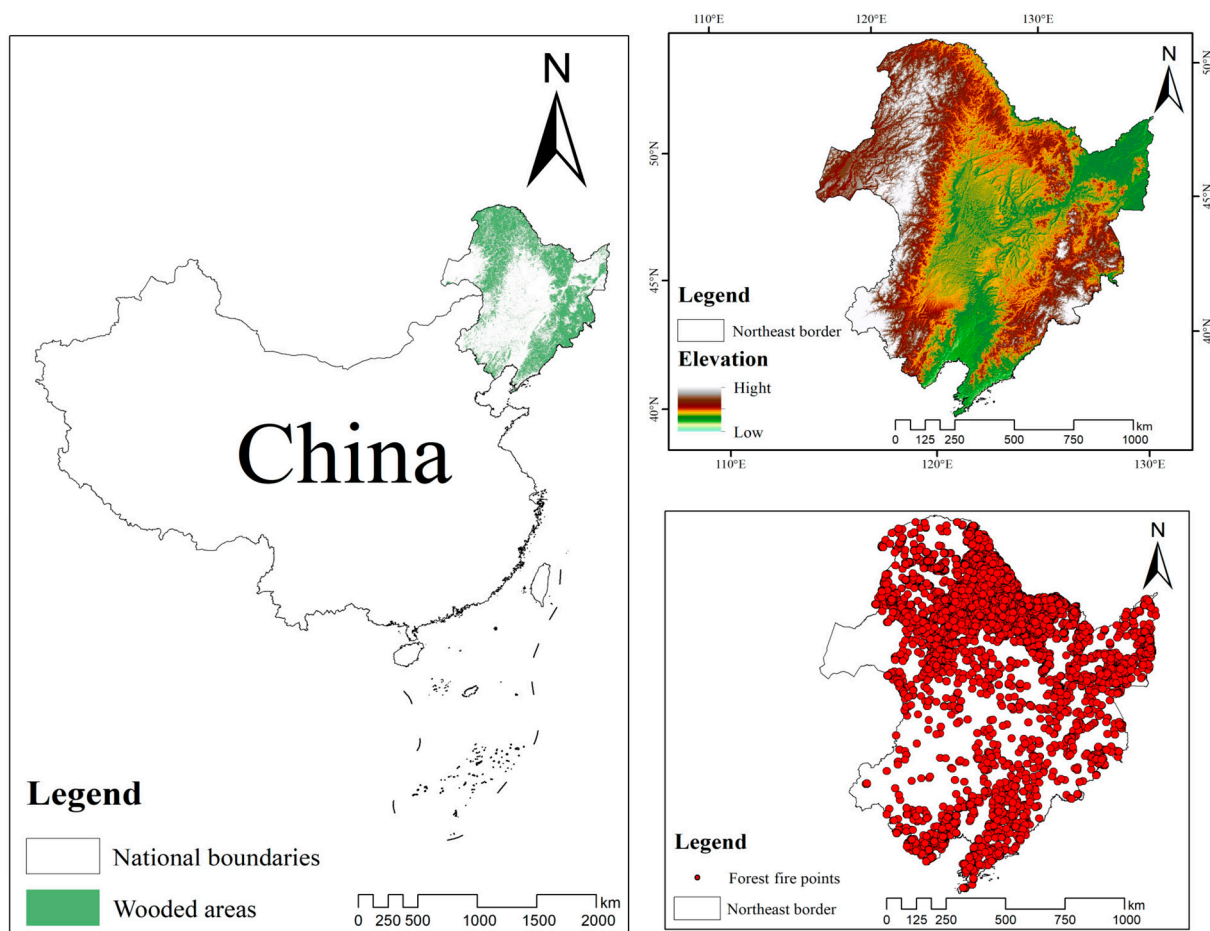 N
China
Legend
National boundaries
Wooded areas
0 250 500 1000 1500 2000 km
110°E 120°E 130°E
N
50°N
50°N
45°N
45°N
40°N
40°N
Legend
Northeast border
Elevation
Hight
Low
km
0 125 250 500 750 1000
110°E 120°E 130°E
N
Legend
Forest fire points
Northeast border
km
0 125 250 500 750 1000